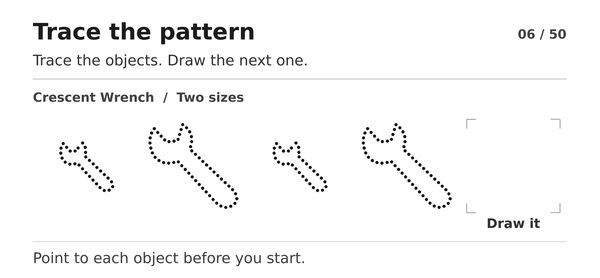 Trace the pattern
06 / 50
Trace the objects. Draw the next one.
Crescent Wrench / Two sizes
Draw it
Point to each object before you start.